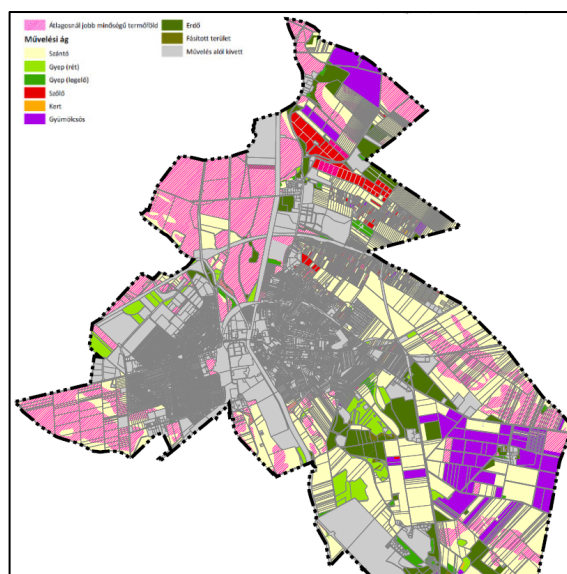 Átlagosnál jobb minőségű termőföld
Művelési ág
Szántó
Gyep (rét)
Gyep (legelő)
Szőlő
Kert
Gyümölcsös
Erdő
Fásított terület
Művelés alól kivett